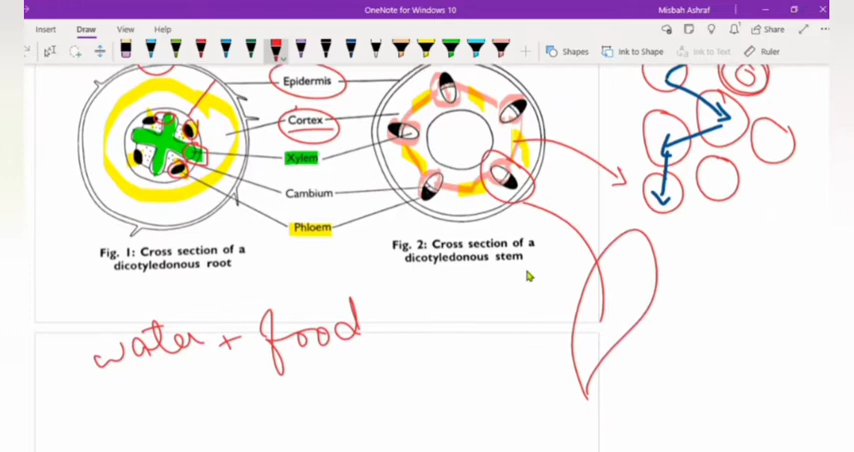 OneNote for Windows 10
Misbah Ashraf
Insert
Draw
View
Help
Share
Shapes
Ink to Shape
Ink to Text
Ruler
Epidermis
Cortex
Xylem
Cambium
Phloem
Fig. 1: Cross section of a
dicotyledonous root
Fig. 2: Cross section of a
dicotyledonous stem
water + food